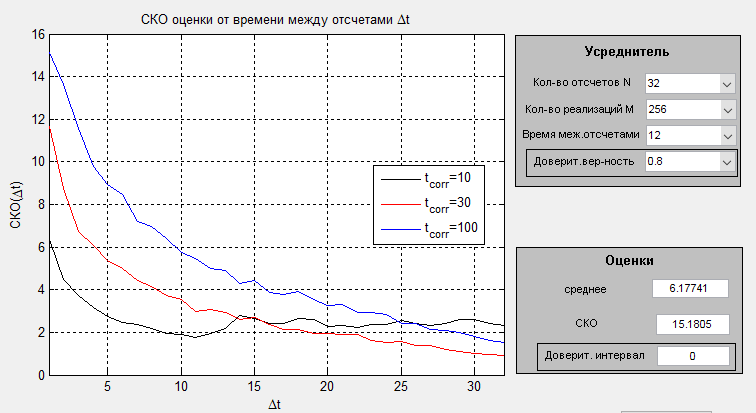 СКО оценки от времени между отсчетами Δt
16
14
12
10
8
6
4
2
0
5
10
15
20
25
30
СКО(Δt)
Δt
t_corr=10
t_corr=30
t_corr=100
Усреднитель
Кол-во отсчетов N 32
Кол-во реализаций M 256
Время меж.отсчетами 12
Доверит.вер-ность 0.8
Оценки
среднее 6.17741
СКО 15.1805
Доверит. интервал 0